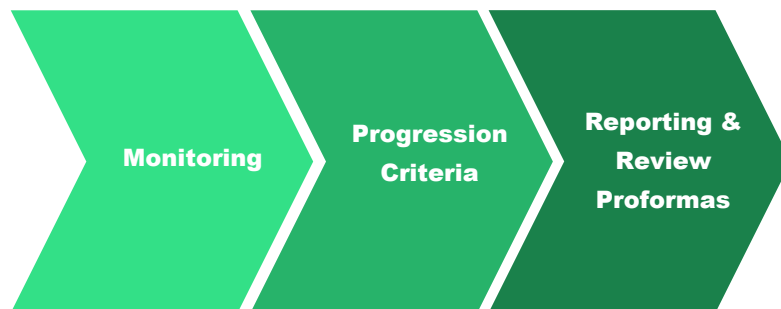 Monitoring
Progression
Criteria
Reporting &
Review
Proformas